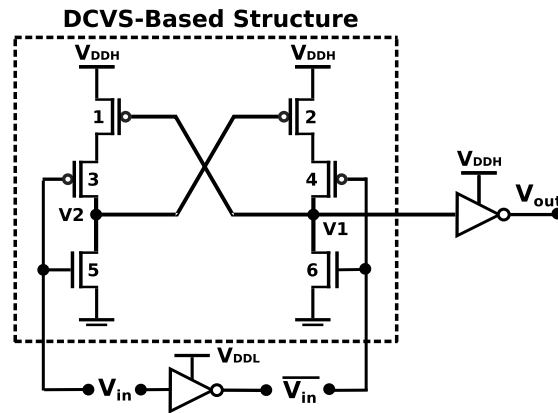 DCVS-Based Structure
VDDH
VDDH
1
2
3
4
VDDH
V2
V1
Vout
5
6
VDDL
Vin
Vin